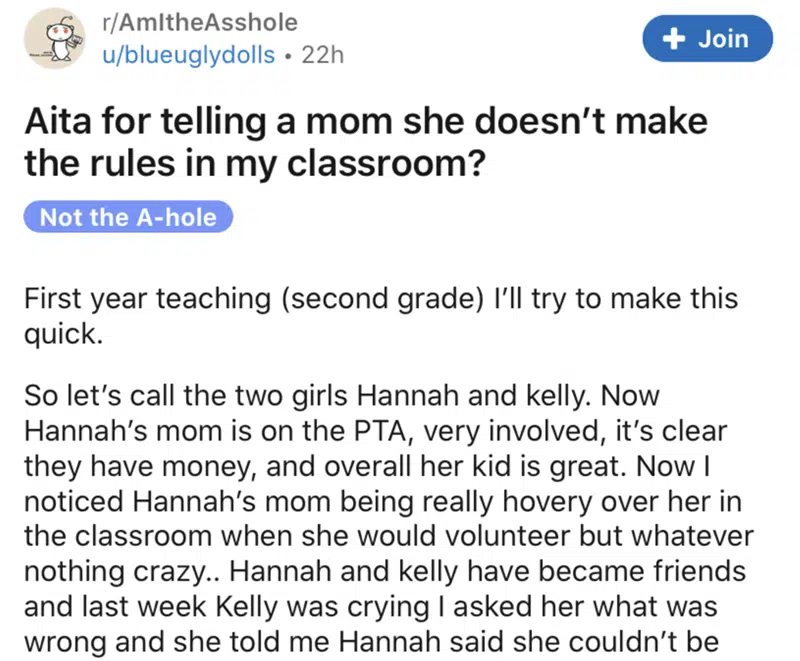 r/AmItheAsshole
u/blueuglydolls • 22h
+ Join
Aita for telling a mom she doesn’t make
the rules in my classroom?
Not the A-hole
First year teaching (second grade) I’ll try to make this
quick.
So let’s call the two girls Hannah and kelly. Now
Hannah’s mom is on the PTA, very involved, it’s clear
they have money, and overall her kid is great. Now I
noticed Hannah’s mom being really hovery over her in
the classroom when she would volunteer but whatever
nothing crazy.. Hannah and kelly have became friends
and last week Kelly was crying I asked her what was
wrong and she told me Hannah said she couldn’t be